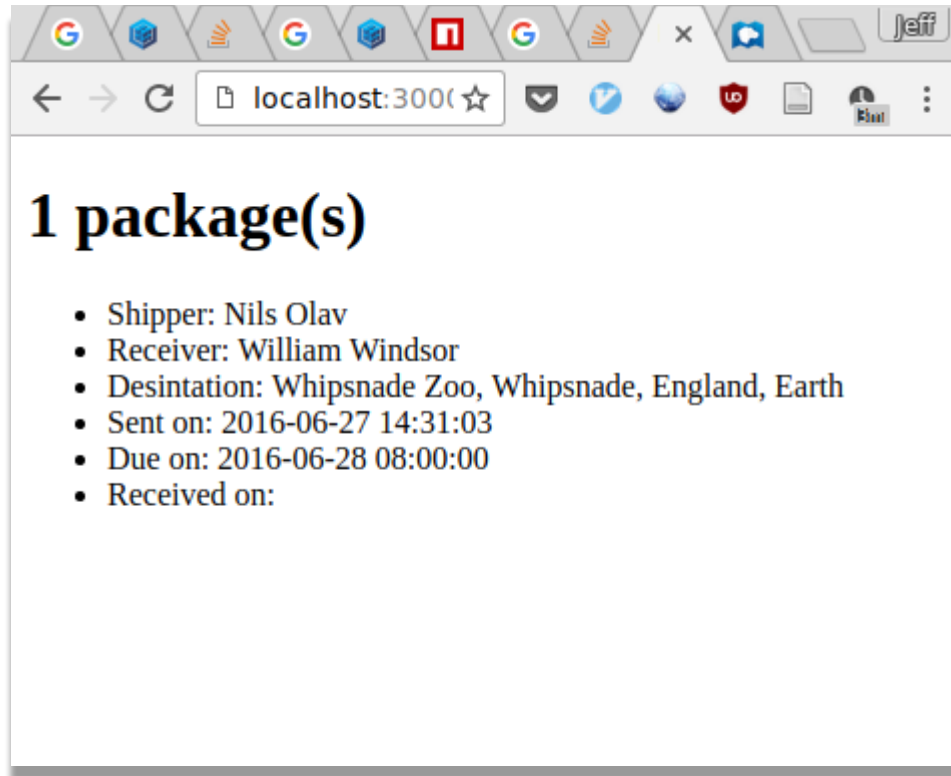 Jeff
localhost:300
1 package(s)
Shipper: Nils Olav
Receiver: William Windsor
Desintation: Whipsnade Zoo, Whipsnade, England, Earth
Sent on: 2016-06-27 14:31:03
Due on: 2016-06-28 08:00:00
Received on: